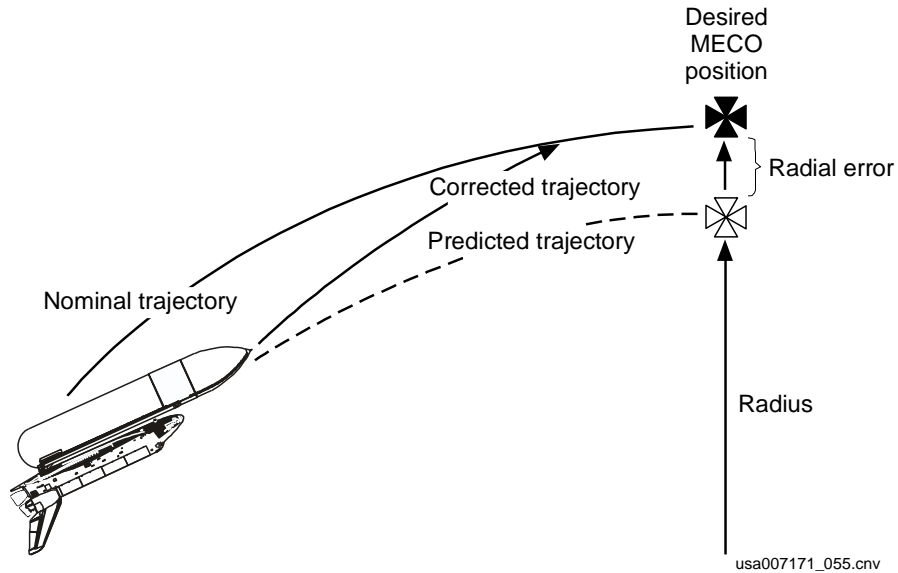 Desired
MECO
position
Radial error
Corrected trajectory
Predicted trajectory
Nominal trajectory
Radius
usa007171_055.cnv